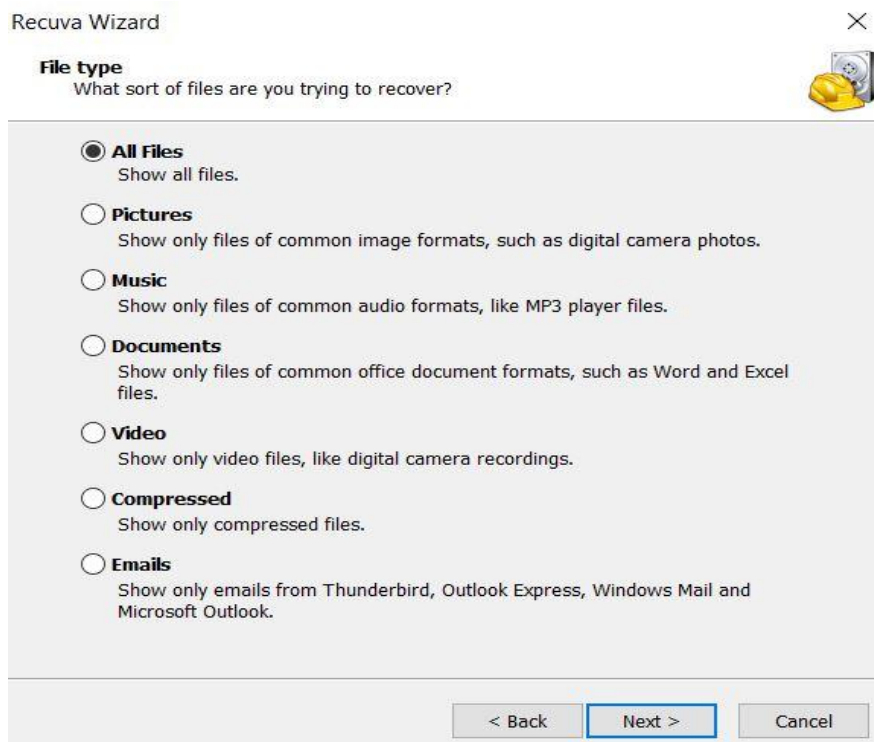 Recuva Wizard
File type
What sort of files are you trying to recover?
All Files
Show all files.
Pictures
Show only files of common image formats, such as digital camera photos.
Music
Show only files of common audio formats, like MP3 player files.
Documents
Show only files of common office document formats, such as Word and Excel
files.
Video
Show only video files, like digital camera recordings.
Compressed
Show only compressed files.
Emails
Show only emails from Thunderbird, Outlook Express, Windows Mail and
Microsoft Outlook.
< Back Next > Cancel